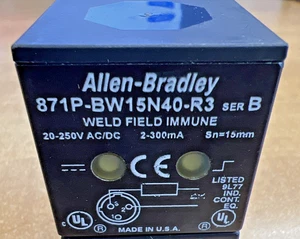 Allen-Bradley
871P-BW15N40-R3 SER B
WELD FIELD IMMUNE
20-250V AC/DC 2-300mA Sn=15mm
CE
LISTED
9L77
IND.
CONT.
EQ.
c UL ® UL ®
MADE IN U.S.A.